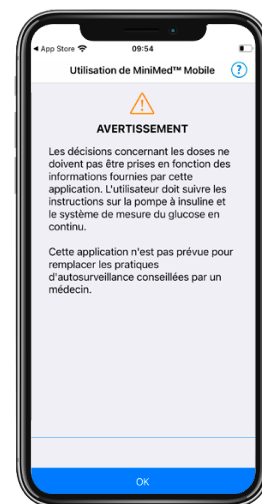 App Store 09:54
Utilisation de MiniMed™ Mobile ?
AVERTISSEMENT
Les décisions concernant les doses ne
doivent pas être prises en fonction des
informations fournies par cette
application. L'utilisateur doit suivre les
instructions sur la pompe à insuline et
le système de mesure du glucose en
continu.
Cette application n'est pas prévue pour
remplacer les pratiques
d'autosurveillance conseillées par un
médecin.
OK